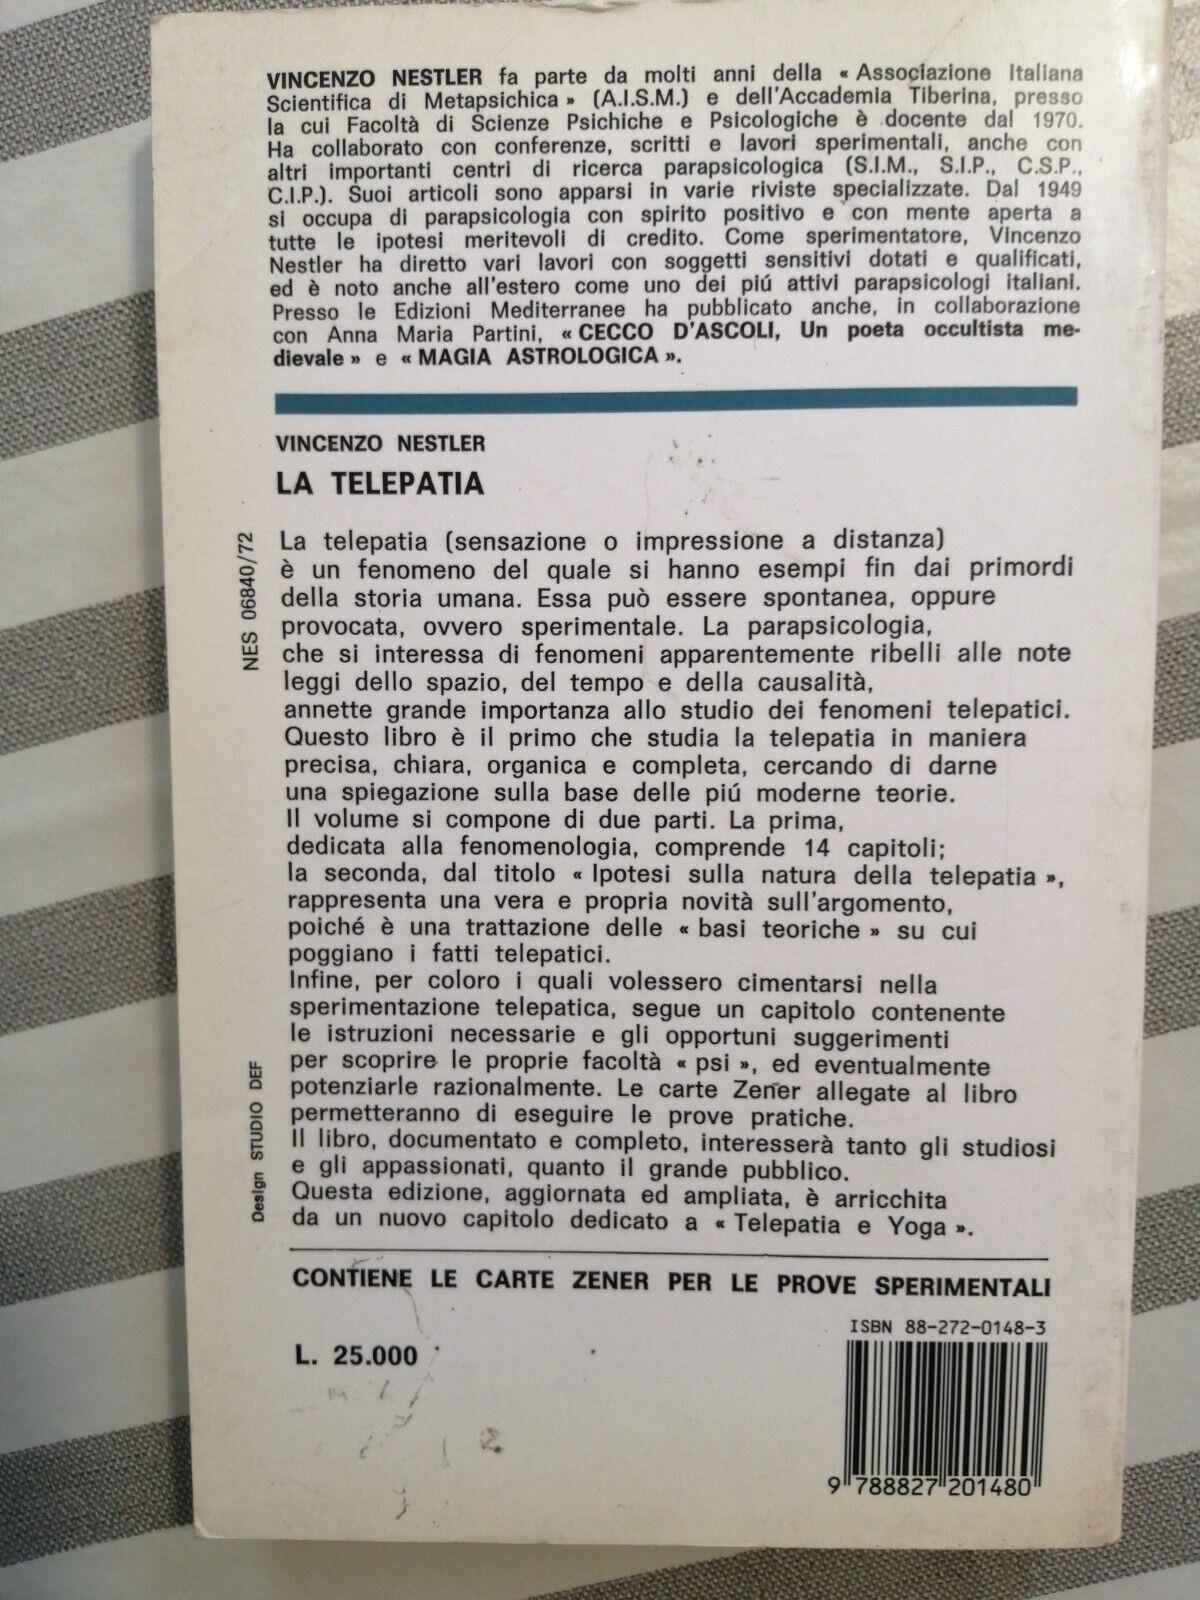 VINCENZO NESTLER fa parte da molti anni della « Associazione Italiana
Scientifica di Metapsichica » (A.I.S.M.) e dell'Accademia Tiberina, presso
la cui Facoltà di Scienze Psichiche e Psicologiche è docente dal 1970.
Ha collaborato con conferenze, scritti e lavori sperimentali, anche con
altri importanti centri di ricerca parapsicologica (S.I.M., S.I.P., C.S.P.,
C.I.P.). Suoi articoli sono apparsi in varie riviste specializzate. Dal 1949
si occupa di parapsicologia con spirito positivo e con mente aperta a
tutte le ipotesi meritevoli di credito. Come sperimentatore, Vincenzo
Nestler ha diretto vari lavori con soggetti sensitivi dotati e qualificati,
ed è noto anche all'estero come uno dei piú attivi parapsicologi italiani.
Presso le Edizioni Mediterranee ha pubblicato anche, in collaborazione
con Anna Maria Partini, « CECCO D'ASCOLI, Un poeta occultista me-
dievale » e « MAGIA ASTROLOGICA ».
VINCENZO NESTLER
LA TELEPATIA
La telepatia (sensazione o impressione a distanza)
è un fenomeno del quale si hanno esempi fin dai primordi
della storia umana. Essa può essere spontanea, oppure
provocata, ovvero sperimentale. La parapsicologia,
che si interessa di fenomeni apparentemente ribelli alle note
leggi dello spazio, del tempo e della causalità,
annette grande importanza allo studio dei fenomeni telepatici.
Questo libro è il primo che studia la telepatia in maniera
precisa, chiara, organica e completa, cercando di darne
una spiegazione sulla base delle piú moderne teorie.
Il volume si compone di due parti. La prima,
dedicata alla fenomenologia, comprende 14 capitoli;
la seconda, dal titolo « Ipotesi sulla natura della telepatia »,
rappresenta una vera e propria novità sull'argomento,
poiché è una trattazione delle « basi teoriche » su cui
poggiano i fatti telepatici.
Infine, per coloro i quali volessero cimentarsi nella
sperimentazione telepatica, segue un capitolo contenente
le istruzioni necessarie e gli opportuni suggerimenti
per scoprire le proprie facoltà « psi », ed eventualmente
potenziarle razionalmente. Le carte Zener allegate al libro
permetteranno di eseguire le prove pratiche.
Il libro, documentato e completo, interesserà tanto gli studiosi
e gli appassionati, quanto il grande pubblico.
Questa edizione, aggiornata ed ampliata, è arricchita
da un nuovo capitolo dedicato a « Telepatia e Yoga ».
CONTIENE LE CARTE ZENER PER LE PROVE SPERIMENTALI
ISBN 88-272-0148-3
L. 25.000
9 788827 201480
NES 06840/72
Design STUDIO DEF